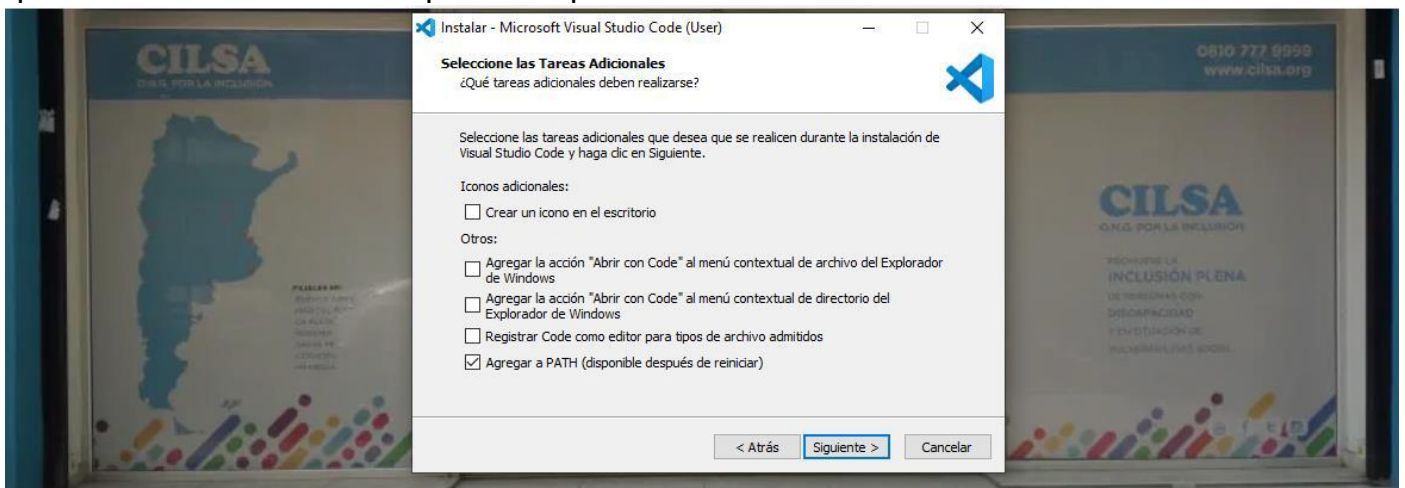 CILSA
O.N.G. POR LA INCLUSIÓN
Instalar - Microsoft Visual Studio Code (User)
Seleccione las Tareas Adicionales
¿Qué tareas adicionales deben realizarse?
Seleccione las tareas adicionales que desea que se realicen durante la instalación de
Visual Studio Code y haga clic en Siguiente.
Iconos adicionales:
Crear un icono en el escritorio
Otros:
Agregar la acción "Abrir con Code" al menú contextual de archivo del Explorador
de Windows
Agregar la acción "Abrir con Code" al menú contextual de directorio del
Explorador de Windows
Registrar Code como editor para tipos de archivo admitidos
Agregar a PATH (disponible después de reiniciar)
< Atrás
Siguiente >
Cancelar
0810 777 9999
www.cilsa.org
CILSA
O.N.G. POR LA INCLUSIÓN
PROMUEVE LA
INCLUSIÓN PLENA
DE PERSONAS CON
DISCAPACIDAD
Y EN SITUACIÓN DE
VULNERABILIDAD SOCIAL